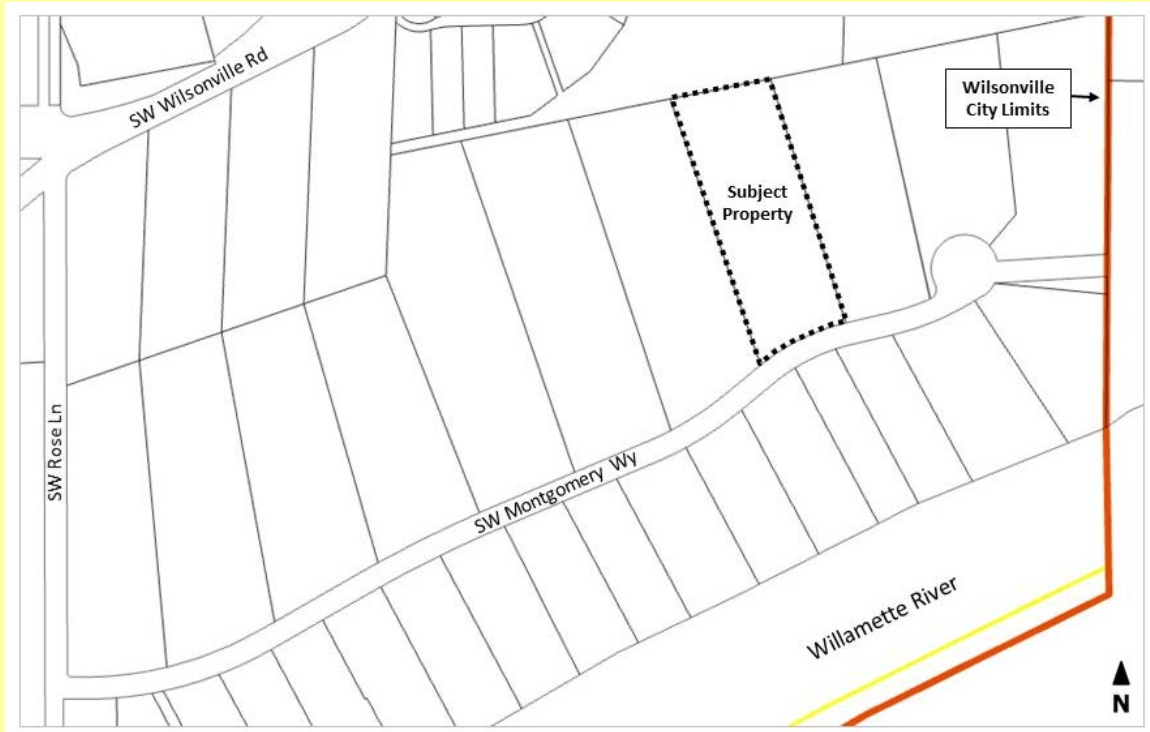 SW Wilsonville Rd
Wilsonville
City Limits
Subject
Property
SW Rose Ln
SW Montgomery Wy
Willamette River
N